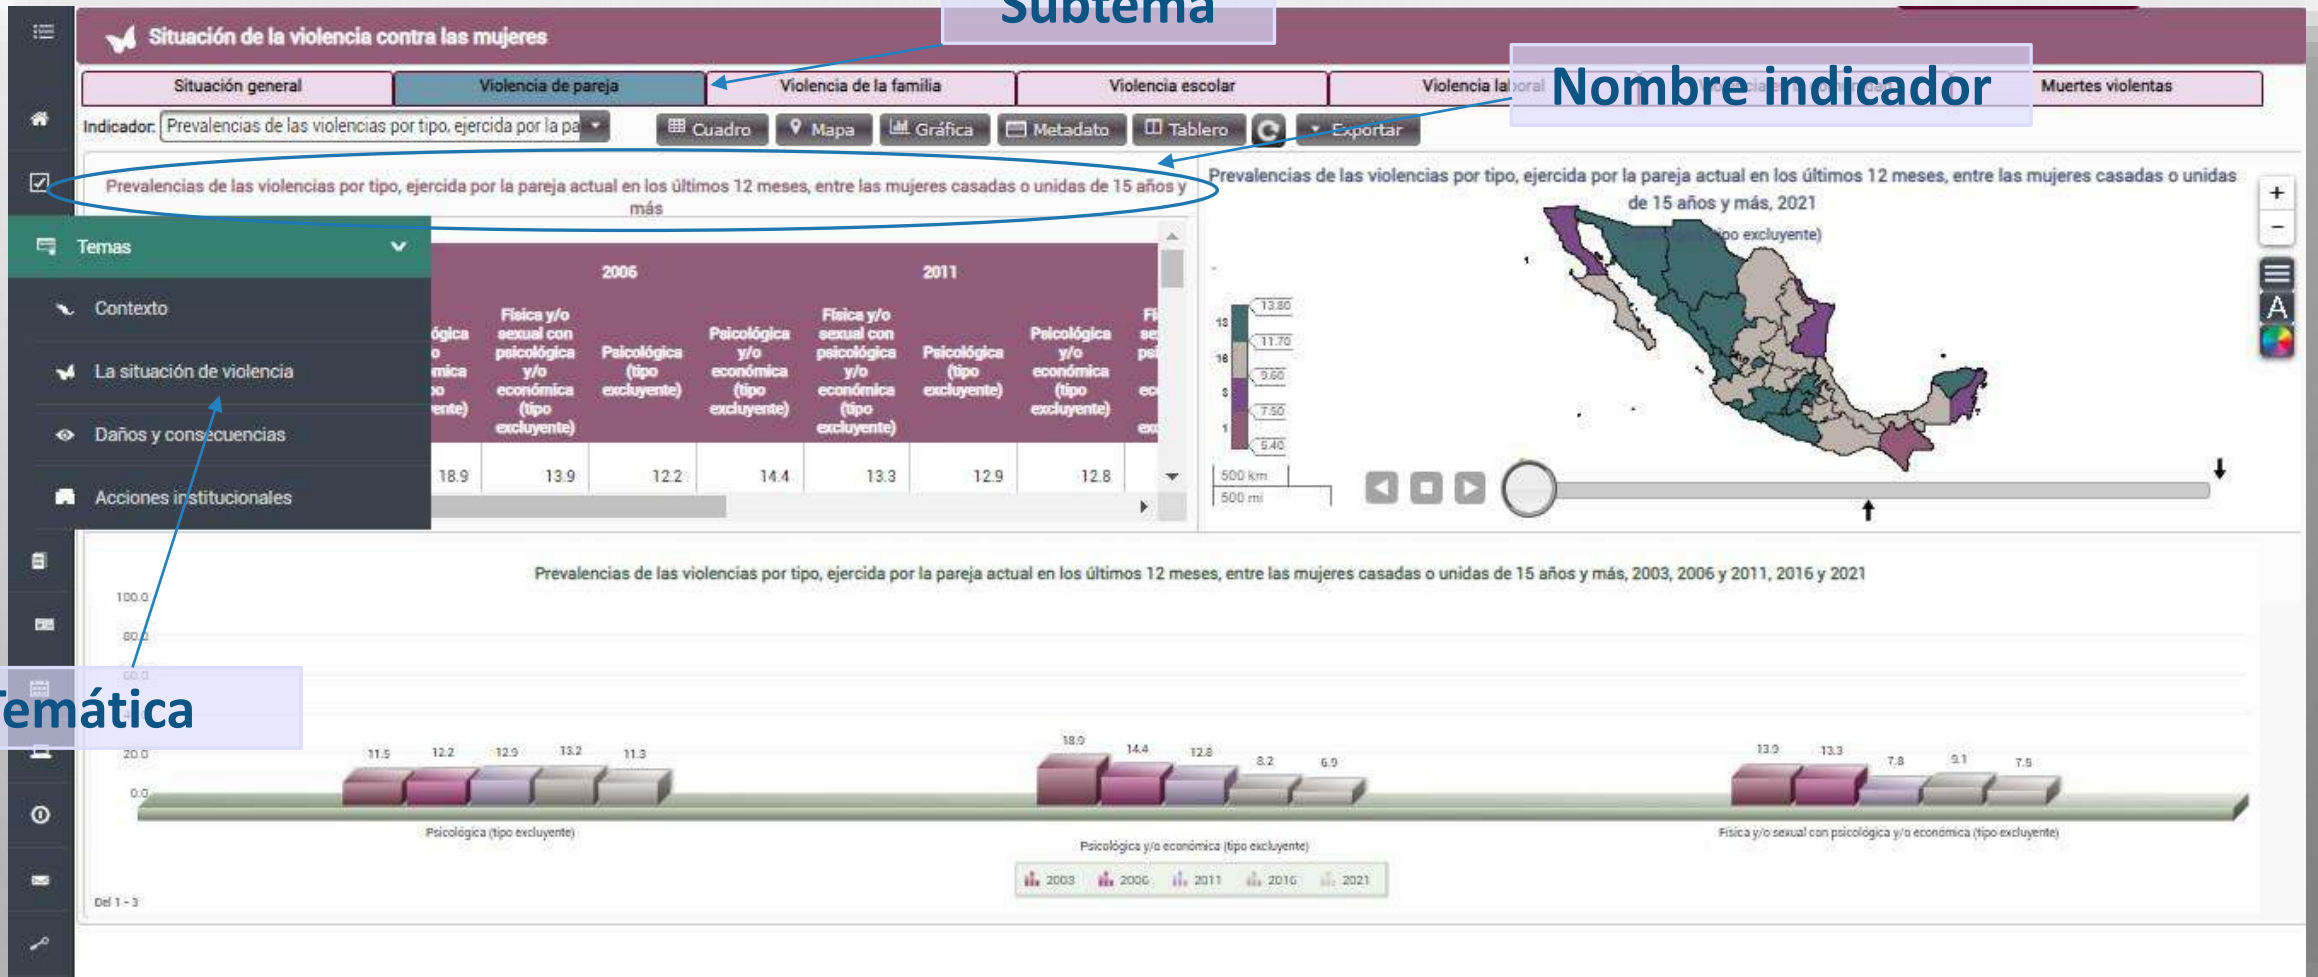 Subtema
Situación de la violencia contra las mujeres
Nombre indicador
Situación general
Violencia de pareja
Violencia de la familia
Violencia escolar
Violencia laboral
Muertes violentas
Indicador: Prevalencias de las violencias por tipo, ejercida por la pa
Cuadro
Mapa
Gráfica
Metadato
Tablero
Exportar
Prevalencias de las violencias por tipo, ejercida por la pareja actual en los últimos 12 meses, entre las mujeres casadas o unidas de 15 años y
más
Prevalencias de las violencias por tipo, ejercida por la pareja actual en los últimos 12 meses, entre las mujeres casadas o unidas
de 15 años y más, 2021
tipo excluyente)
+
−
A
Temas
Contexto
La situación de violencia
Daños y consecuencias
Acciones institucionales
2006
2011
Física y/o
sexual con
psicológica
y/o
económica
(tipo
excluyente)
Psicológica
(tipo
excluyente)
Psicológica
y/o
económica
(tipo
excluyente)
Física y/o
sexual con
psicológica
y/o
económica
(tipo
excluyente)
Psicológica
(tipo
excluyente)
Psicológica
y/o
económica
(tipo
excluyente)
18.9 13.9 12.2 14.4 13.3 12.9 12.8
13.80
11.70
9.60
7.50
5.40
500 km
500 mi
Prevalencias de las violencias por tipo, ejercida por la pareja actual en los últimos 12 meses, entre las mujeres casadas o unidas de 15 años y más, 2003, 2006 y 2011, 2016 y 2021
100.0
80.0
60.0
20.0
0.0
Temática
11.5 12.2 12.9 13.2 11.3
18.9 14.4 12.8 8.2 6.9
13.9 13.3 7.8 9.1 7.5
Psicológica (tipo excluyente)
Psicológica y/o económica (tipo excluyente)
Física y/o sexual con psicológica y/o económica (tipo excluyente)
2003 2006 2011 2016 2021
Del 1 - 3